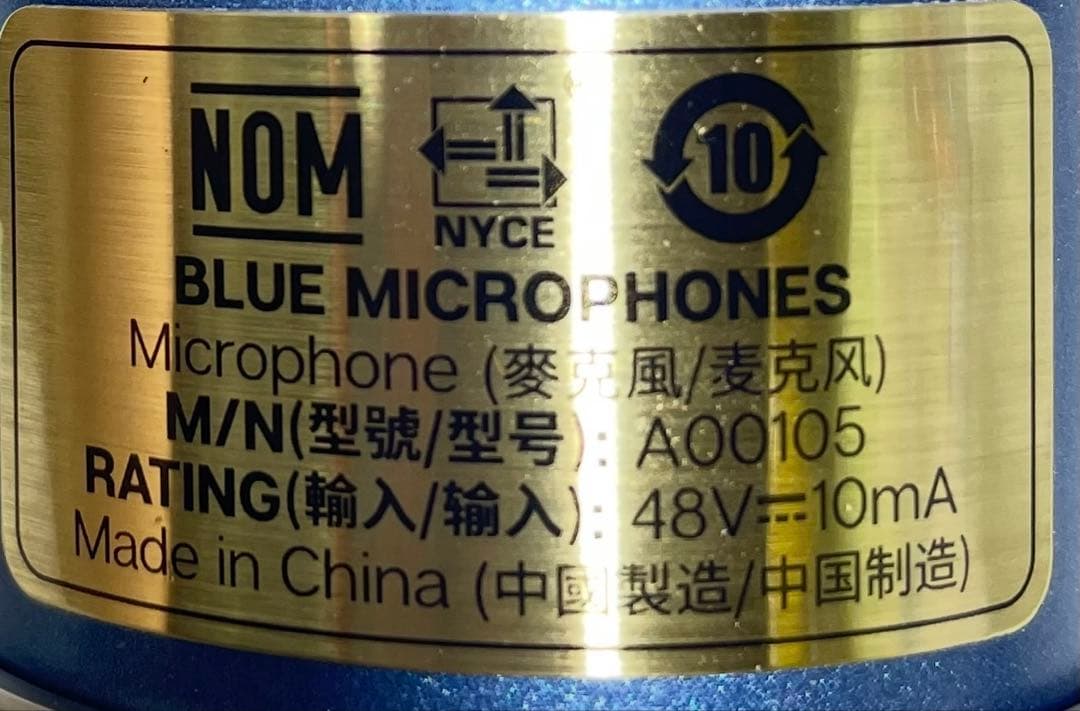 NOM
NYCE
10
BLUE MICROPHONES
Microphone (麥克風/麦克风)
M/N(型號/型号): A00105
RATING(輸入/输入): 48V⎓10mA
Made in China (中國製造/中国制造)